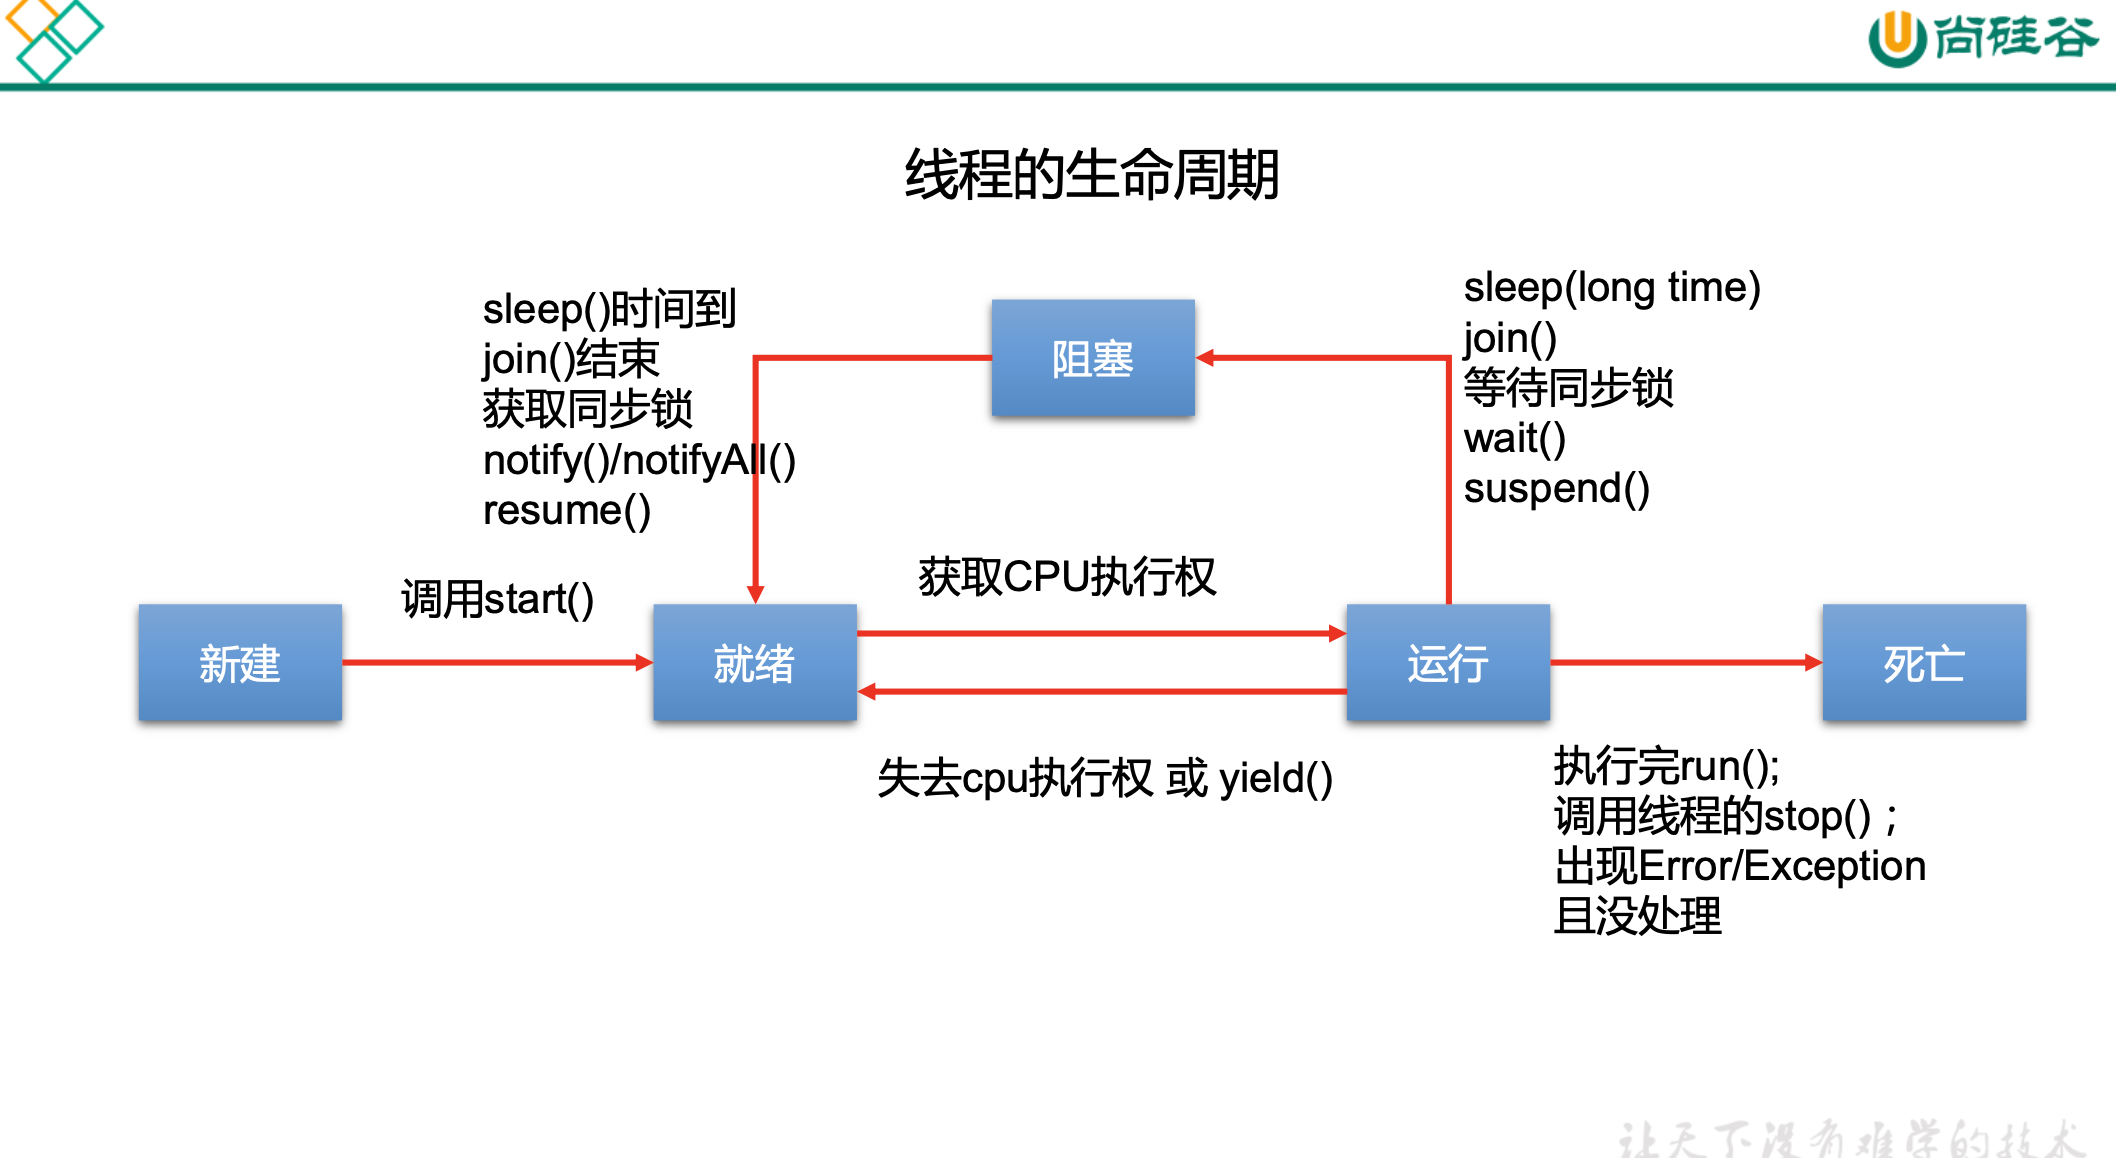 尚硅谷
线程的生命周期
sleep()时间到
join()结束
获取同步锁
notify()/notifyAll()
resume()
阻塞
sleep(long time)
join()
等待同步锁
wait()
suspend()
调用start()
获取CPU执行权
新建
就绪
运行
死亡
失去cpu执行权 或 yield()
执行完run();
调用线程的stop()；
出现Error/Exception
且没处理
让天下没有难学的技术